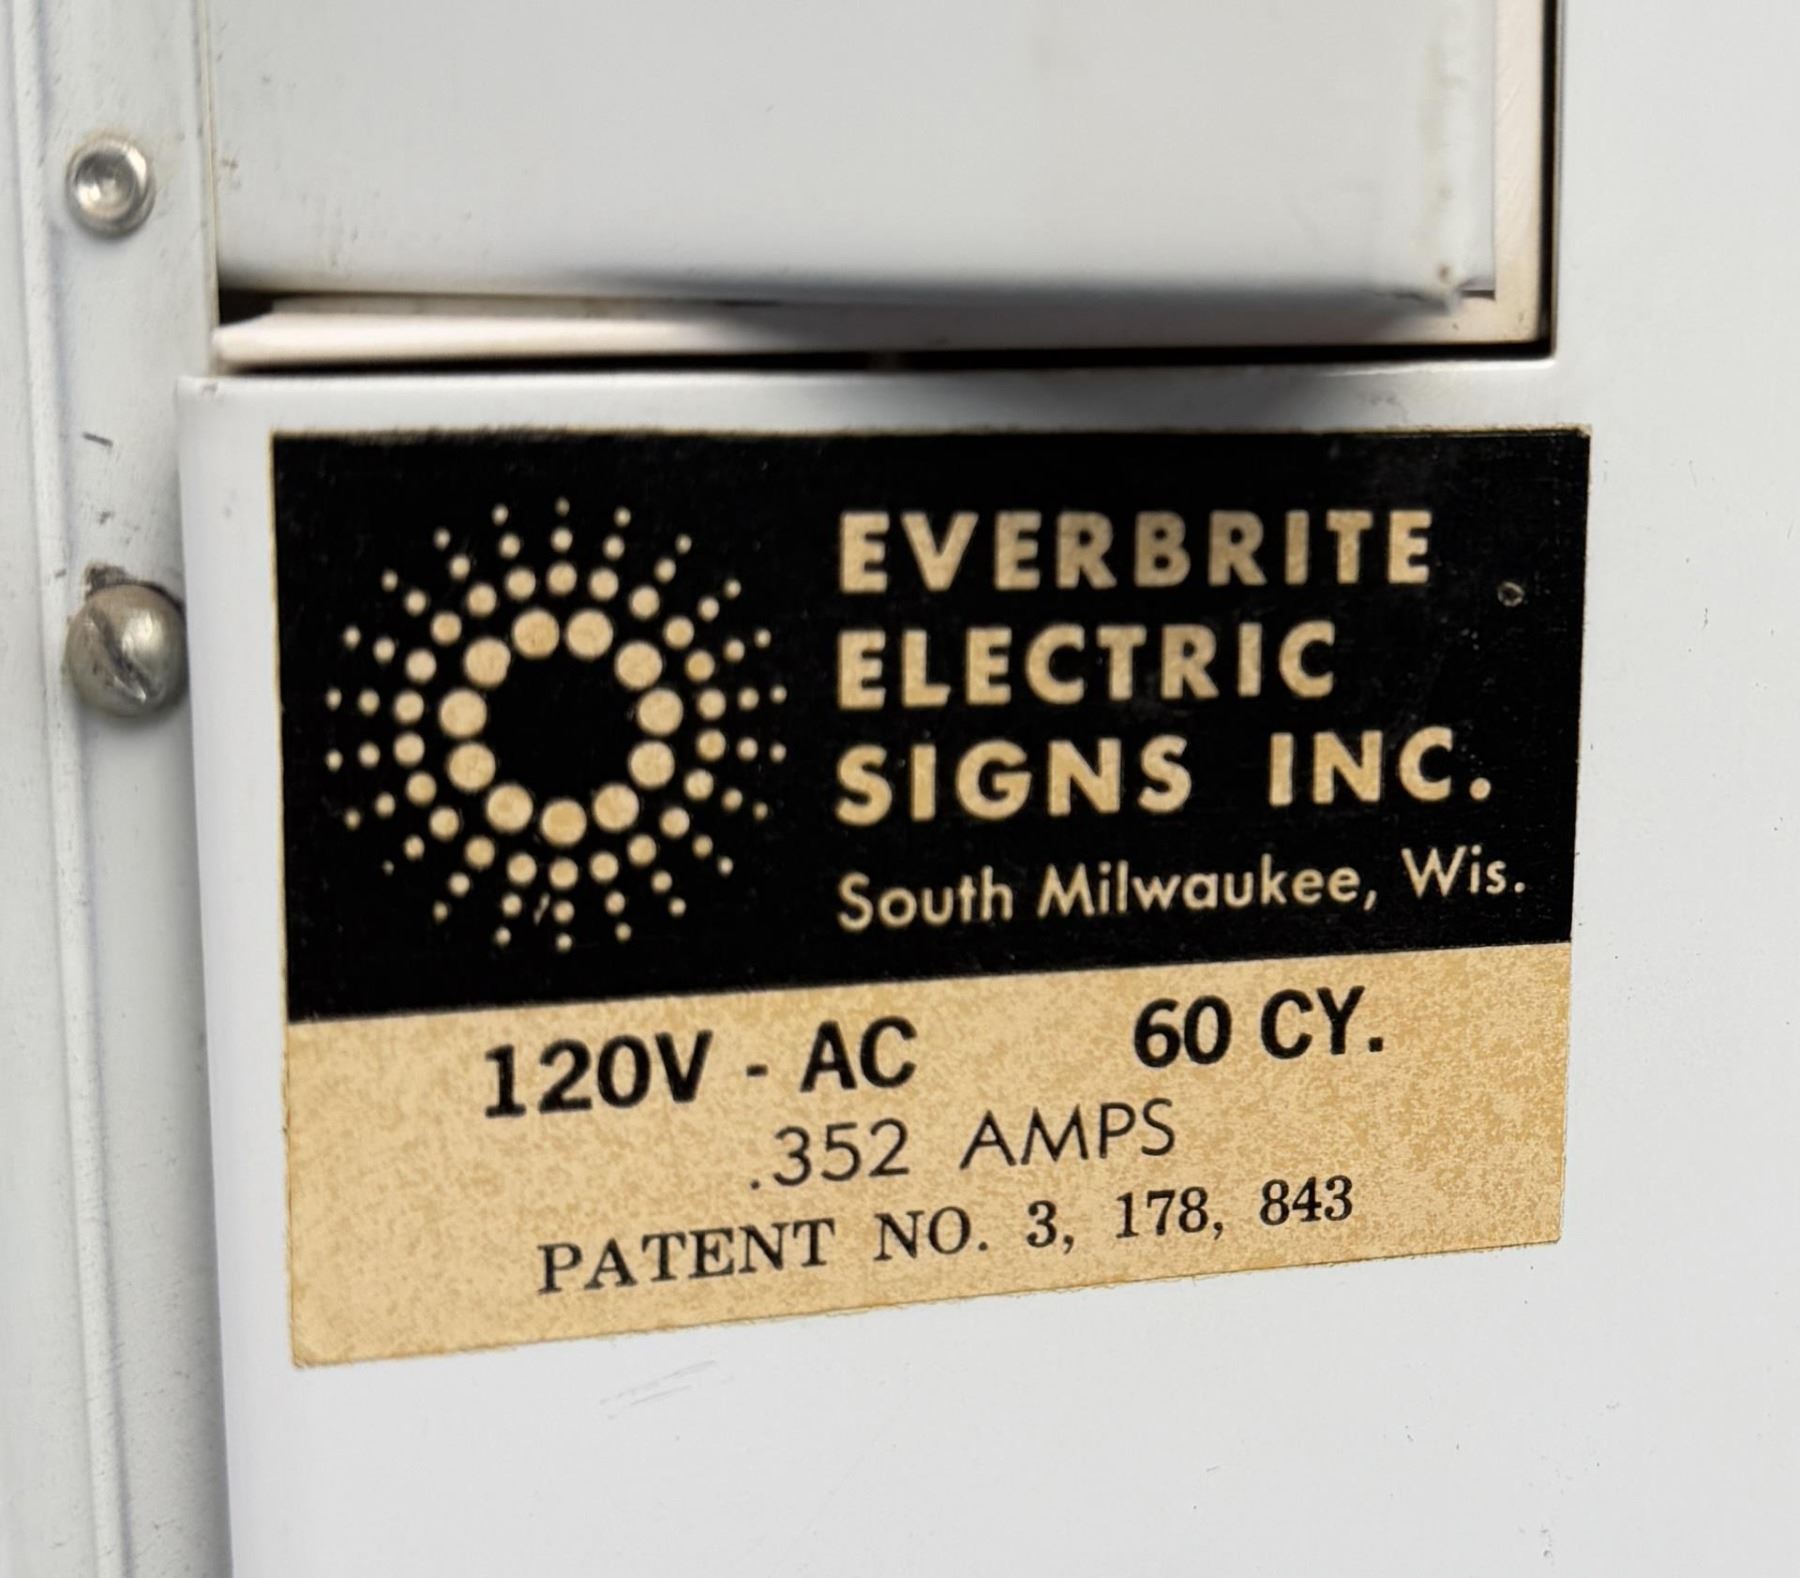 EVERBRITE
ELECTRIC
SIGNS INC.
South Milwaukee, Wis.
120V - AC 60 CY.
.352 AMPS
PATENT NO. 3, 178, 843